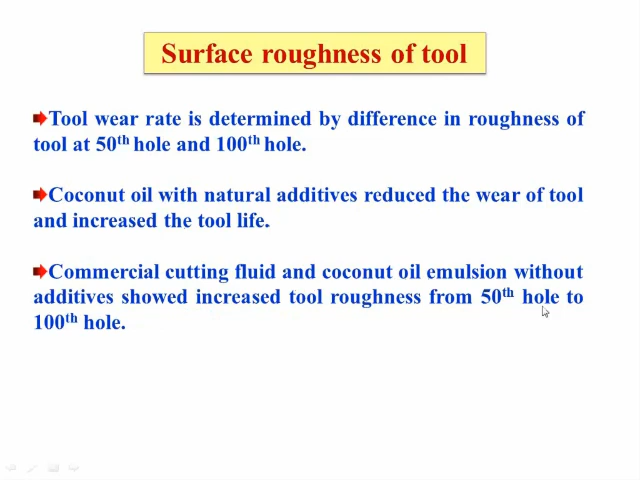 Surface roughness of tool
Tool wear rate is determined by difference in roughness of
tool at 50th hole and 100th hole.
Coconut oil with natural additives reduced the wear of tool
and increased the tool life.
Commercial cutting fluid and coconut oil emulsion without
additives showed increased tool roughness from 50th hole to
100th hole.